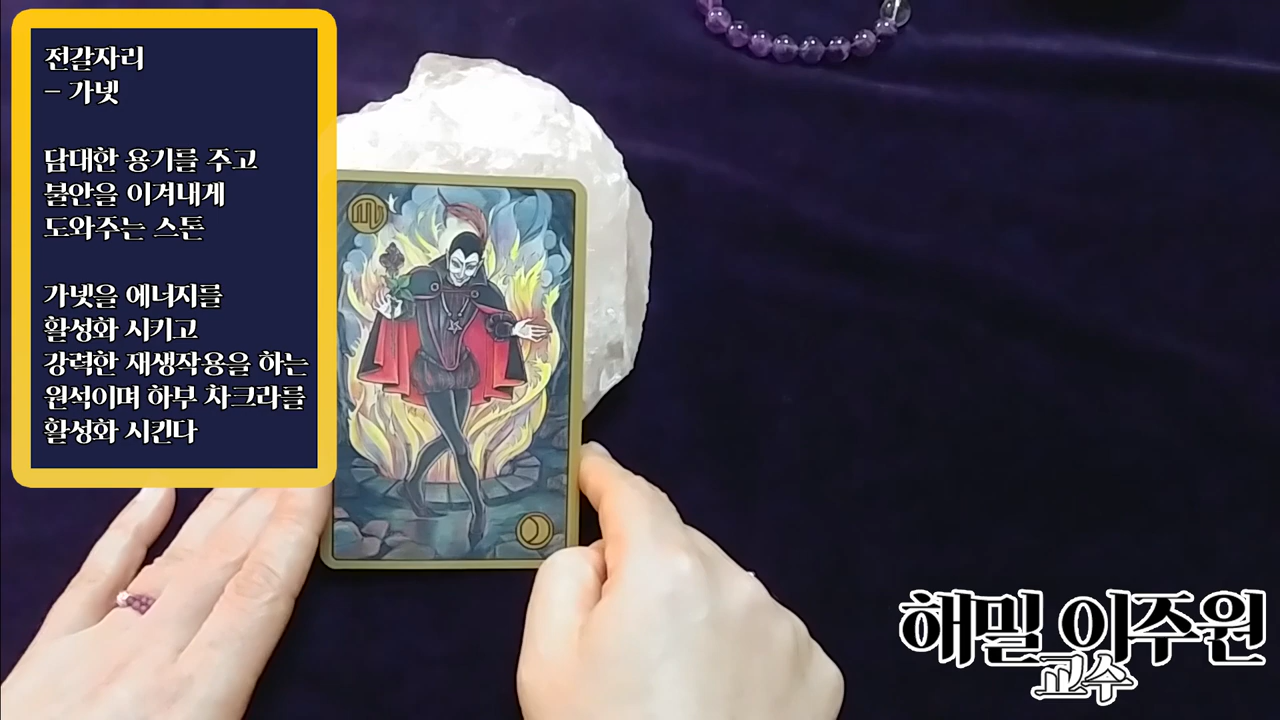 전갈자리
- 가넷
담대한 용기를 주고
불안을 이겨내게
도와주는 스톤
가넷을 에너지를
활성화 시키고
강력한 재생작용을 하는
원석이며 하부 차크라를
활성화 시킨다
해밀 이주원
교수